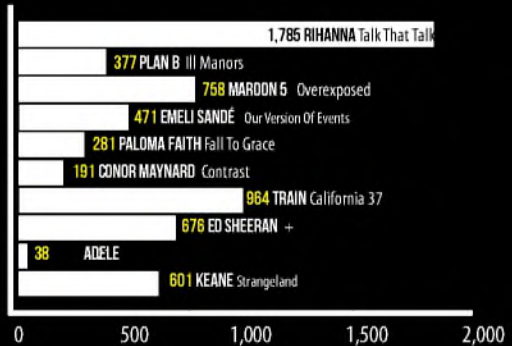 1,785 RIHANNA Talk That Talk
377 PLAN B Ill Manors
758 MAROON 5 Overexposed
471 EMELI SANDÉ Our Version Of Events
281 PALOMA FAITH Fall To Grace
191 CONOR MAYNARD Contrast
964 TRAIN California 37
676 ED SHEERAN +
38 ADELE
601 KEANE Strangeland
0 500 1,000 1,500 2,000